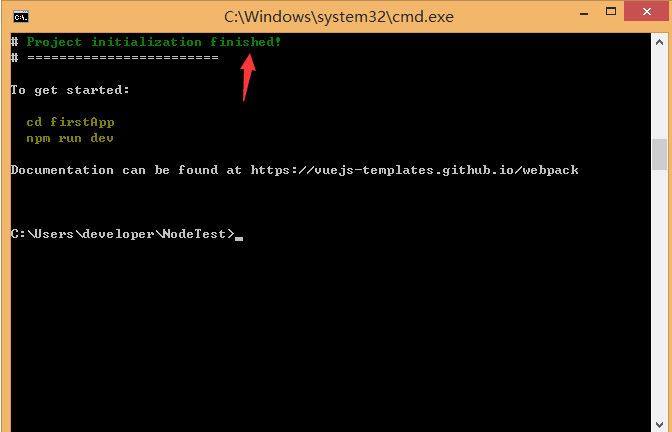 C:\Windows\system32\cmd.exe
# Project initialization finished!
# ========================
To get started:
cd firstApp
npm run dev
Documentation can be found at https://vuejs-templates.github.io/webpack
C:\Users\developer\NodeTest>